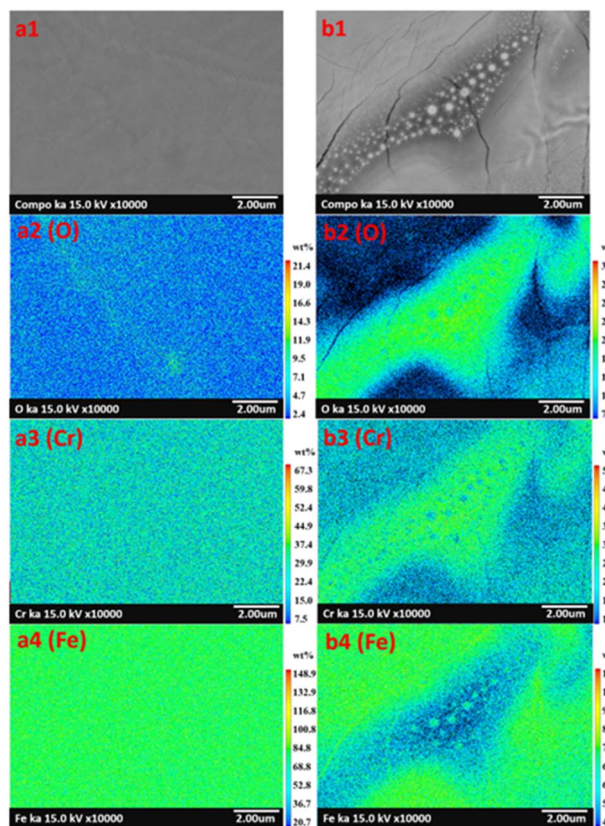 a1
Compo ka 15.0 kV x10000 2.00um
b1
Compo ka 15.0 kV x10000 2.00um
a2 (O)
wt%
21.4
19.0
16.6
14.3
11.9
9.5
7.1
4.7
2.4
O ka 15.0 kV x10000 2.00um
b2 (O)
wt%
O ka 15.0 kV x10000 2.00um
a3 (Cr)
wt%
67.3
59.8
52.4
44.9
37.4
29.9
22.4
15.0
7.5
Cr ka 15.0 kV x10000 2.00um
b3 (Cr)
wt%
Cr ka 15.0 kV x10000 2.00um
a4 (Fe)
wt%
148.9
132.9
116.8
100.8
84.8
68.8
52.8
36.7
20.7
Fe ka 15.0 kV x10000 2.00um
b4 (Fe)
wt%
Fe ka 15.0 kV x10000 2.00um